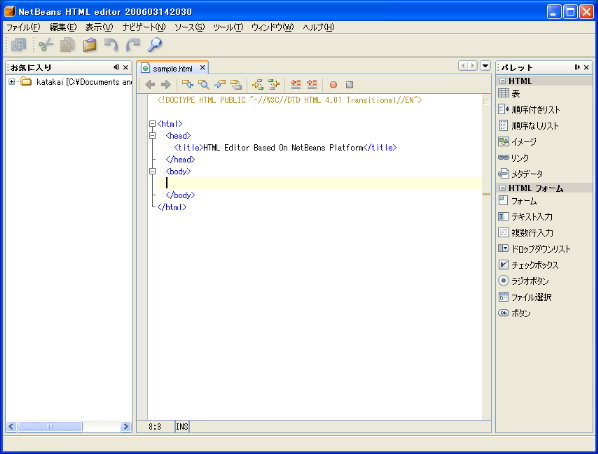 NetBeans HTML editor 200603142030
ファイル(F) 編集(E) 表示(V) ナビゲート(N) ソース(S) ツール(T) ウィンドウ(W) ヘルプ(H)
お気に入り
katakai [C:¥Documents and
sample.html
<!DOCTYPE HTML PUBLIC "-//W3C//DTD HTML 4.01 Transitional//EN">
<html>
<head>
<title>HTML Editor Based On NetBeans Platform</title>
</head>
<body>
</body>
</html>
8:3 INS
パレット
HTML
表
順序付きリスト
順序なしリスト
イメージ
リンク
メタデータ
HTML フォーム
フォーム
テキスト入力
複数行入力
ドロップダウンリスト
チェックボックス
ラジオボタン
ファイル選択
ボタン